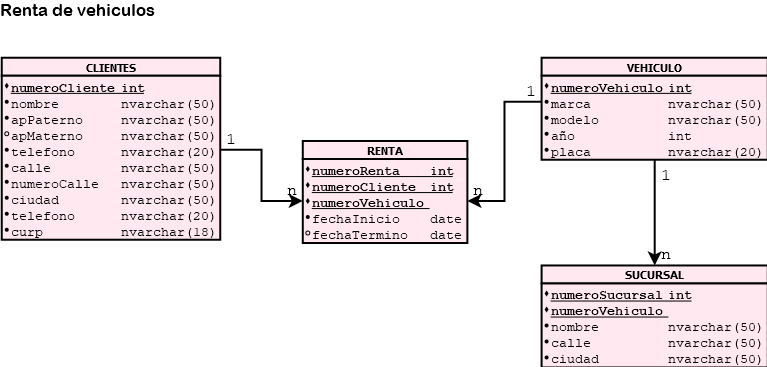 Renta de vehiculos
CLIENTES
numeroCliente int
nombre nvarchar(50)
apPaterno nvarchar(50)
apMaterno nvarchar(50)
telefono nvarchar(20)
calle nvarchar(50)
numeroCalle nvarchar(50)
ciudad nvarchar(50)
telefono nvarchar(20)
curp nvarchar(18)
1
n
RENTA
numeroRenta int
numeroCliente int
numeroVehiculo
fechaInicio date
fechaTermino date
n
1
VEHICULO
numeroVehiculo int
marca nvarchar(50)
modelo nvarchar(50)
año int
placa nvarchar(20)
1
n
SUCURSAL
numeroSucursal int
numeroVehiculo
nombre nvarchar(50)
calle nvarchar(50)
ciudad nvarchar(50)